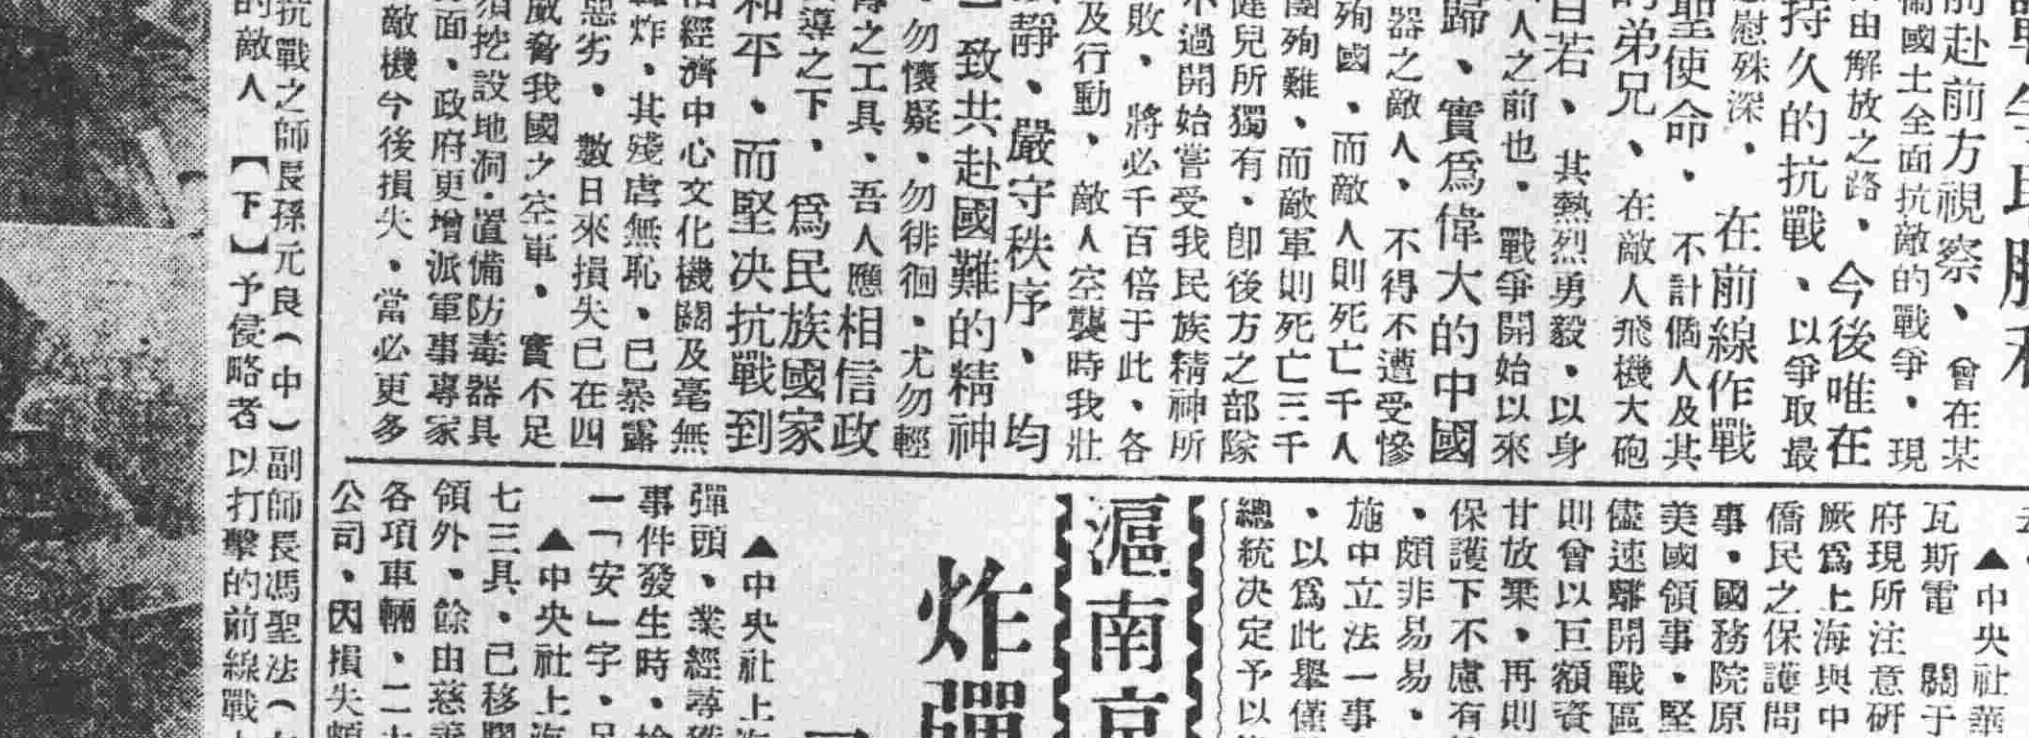 前赴前方視察、曾在某
國土全面抗敵的戰爭、現
由解放之路、今後唯在
持久的抗戰、以爭取最
慰殊深、在前線作戰
聖使命、不計個人及其
的弟兄、在敵人飛機大砲
自若、其熱烈勇毅、以身
人之前也、戰爭開始以來
歸、實爲偉大的中國
器之敵人、不得不遭受慘
殉國、而敵人則死亡千人
團殉難、而敵軍則死亡三千
健兒所獨有、卽後方之部隊
不過開始嘗受我民族精神所
敗、將必千百倍于此、各
及行動、敵人空襲時我壯
靜、嚴守秩序、均
一致共赴國難的精神
勿懷疑、勿徘徊、尤勿輕
之工具、吾人應相信政
導之下、爲民族國家
和平、而堅决抗戰到
經濟中心文化機關及毫無
炸、其殘虐無恥、已暴露
惡劣、數日來損失已在四
威脅我國之空軍、實不足
須挖設地洞、置備防毒器具
面、政府更增派軍事專家
敵機今後損失、當必更多
抗戰之師長孫元良(中)副師長馮聖法(
的敵人【下】予侵略者以打擊的前線戰
▲中央社華
瓦斯電 關于
府現所注意研
厥爲上海與中
僑民之保護問
事、國務院原
美國領事、堅
儘速離開戰區
則曾以巨額資
廿放棄、再則
保護下不慮有
、頗非易易、
施中立法一事
、以爲此舉僅
總統决定予以
滬南京
炸彈
▲中央社上海
彈頭、業經尋
事件發生時、
一「安」字、
▲中央社上海
七三具、已移
領外、餘由慈善
各項車輛、二十
公司、因損失頗